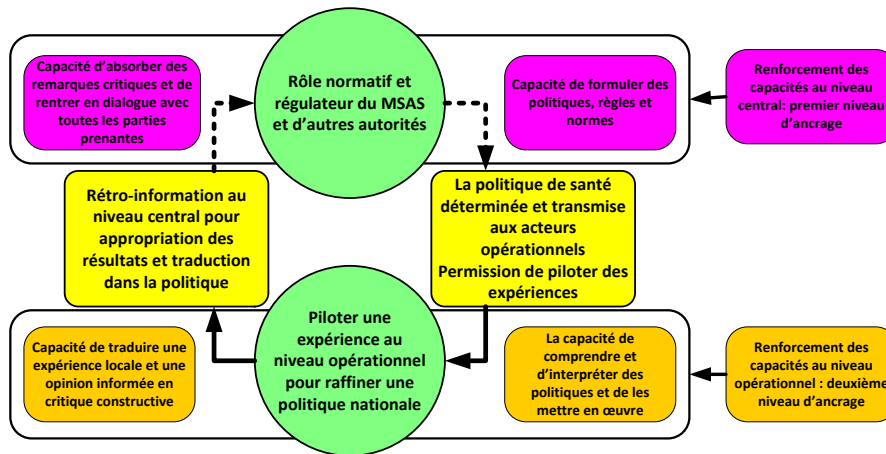 Capacité d'absorber des
remarques critiques et de
rentrer en dialogue avec
toutes les parties
prenantes
Rôle normatif et
régulateur du MSAS
et d'autres autorités
Capacité de formuler des
politiques, règles et
normes
Renforcement des
capacités au niveau
central: premier niveau
d'ancrage
Rétro-information au
niveau central pour
appropriation des
résultats et traduction
dans la politique
La politique de santé
déterminée et transmise
aux acteurs
opérationnels
Permission de piloter des
expériences
Capacité de traduire une
expérience locale et une
opinion informée en
critique constructive
Piloter une
expérience au
niveau opérationnel
pour raffiner une
politique nationale
La capacité de
comprendre et
d'interpréter des
politiques et de les
mettre en œuvre
Renforcement des
capacités au niveau
opérationnel : deuxième
niveau d'ancrage